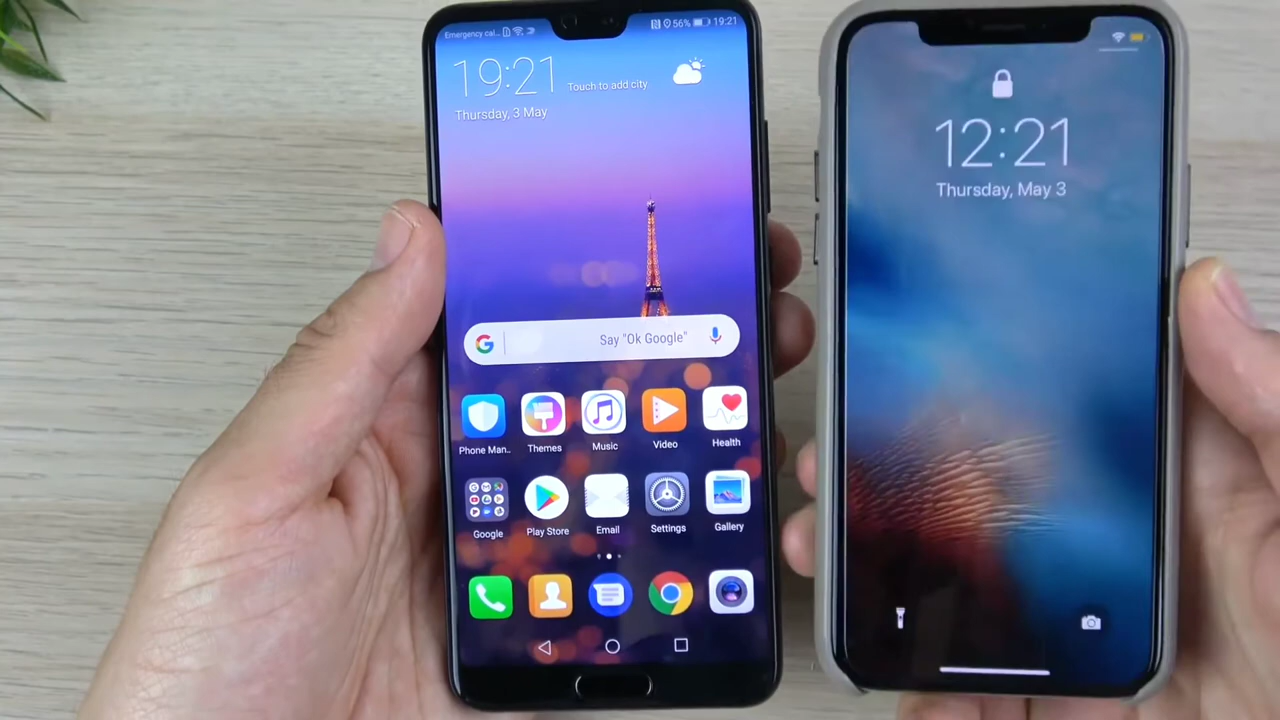 Emergency cal... 56% 19:21
19:21 Touch to add city
Thursday, 3 May
Say "Ok Google"
Phone Man.. Themes Music Video Health
Google Play Store Email Settings Gallery
12:21
Thursday, May 3